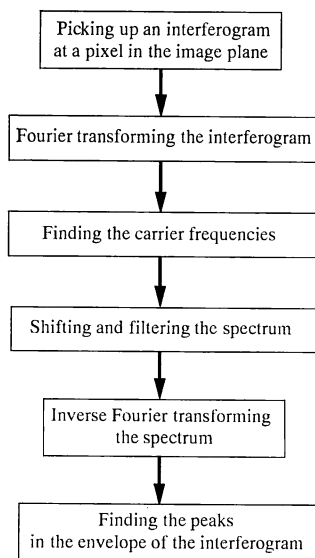 Picking up an interferogram
at a pixel in the image plane
Fourier transforming the interferogram
Finding the carrier frequencies
Shifting and filtering the spectrum
Inverse Fourier transforming
the spectrum
Finding the peaks
in the envelope of the interferogram